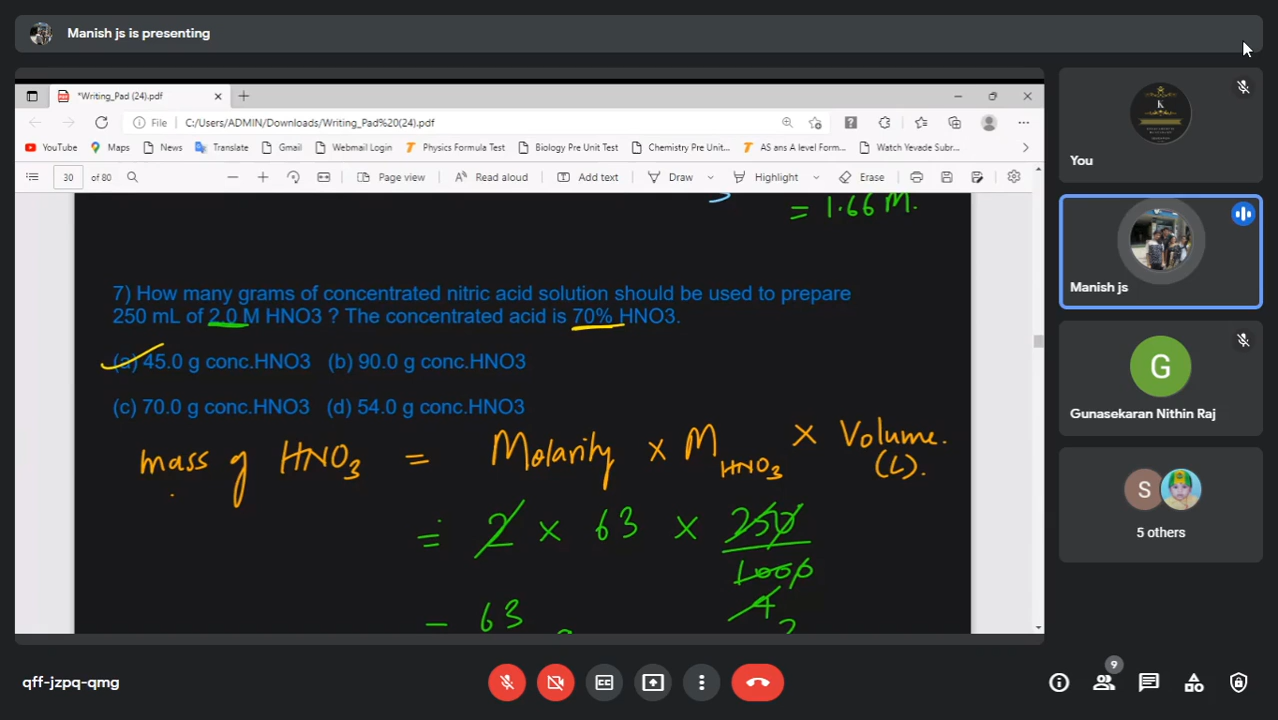 Manish js is presenting
*Writing_Pad (24).pdf
File C:/Users/ADMIN/Downloads/Writing_Pad%20(24).pdf
YouTube Maps News Translate Gmail Webmail Login Physics Formula Test Biology Pre Unit Test Chemistry Pre Unit... AS ans A level Form... Watch Yevade Subr...
30 of 80 Page view Read aloud Add text Draw Highlight Erase
= 1.66 M.
7) How many grams of concentrated nitric acid solution should be used to prepare
250 mL of 2.0 M HNO3 ? The concentrated acid is 70% HNO3.
(a) 45.0 g conc.HNO3 (b) 90.0 g conc.HNO3
(c) 70.0 g conc.HNO3 (d) 54.0 g conc.HNO3
mass of HNO3 = Molarity × M HNO3 × Volume. (L).
= 2 × 63 × 250
1000
4
= 63 2
K
You
Manish js
G
Gunasekaran Nithin Raj
S
5 others
qff-jzpq-qmg
CC
9